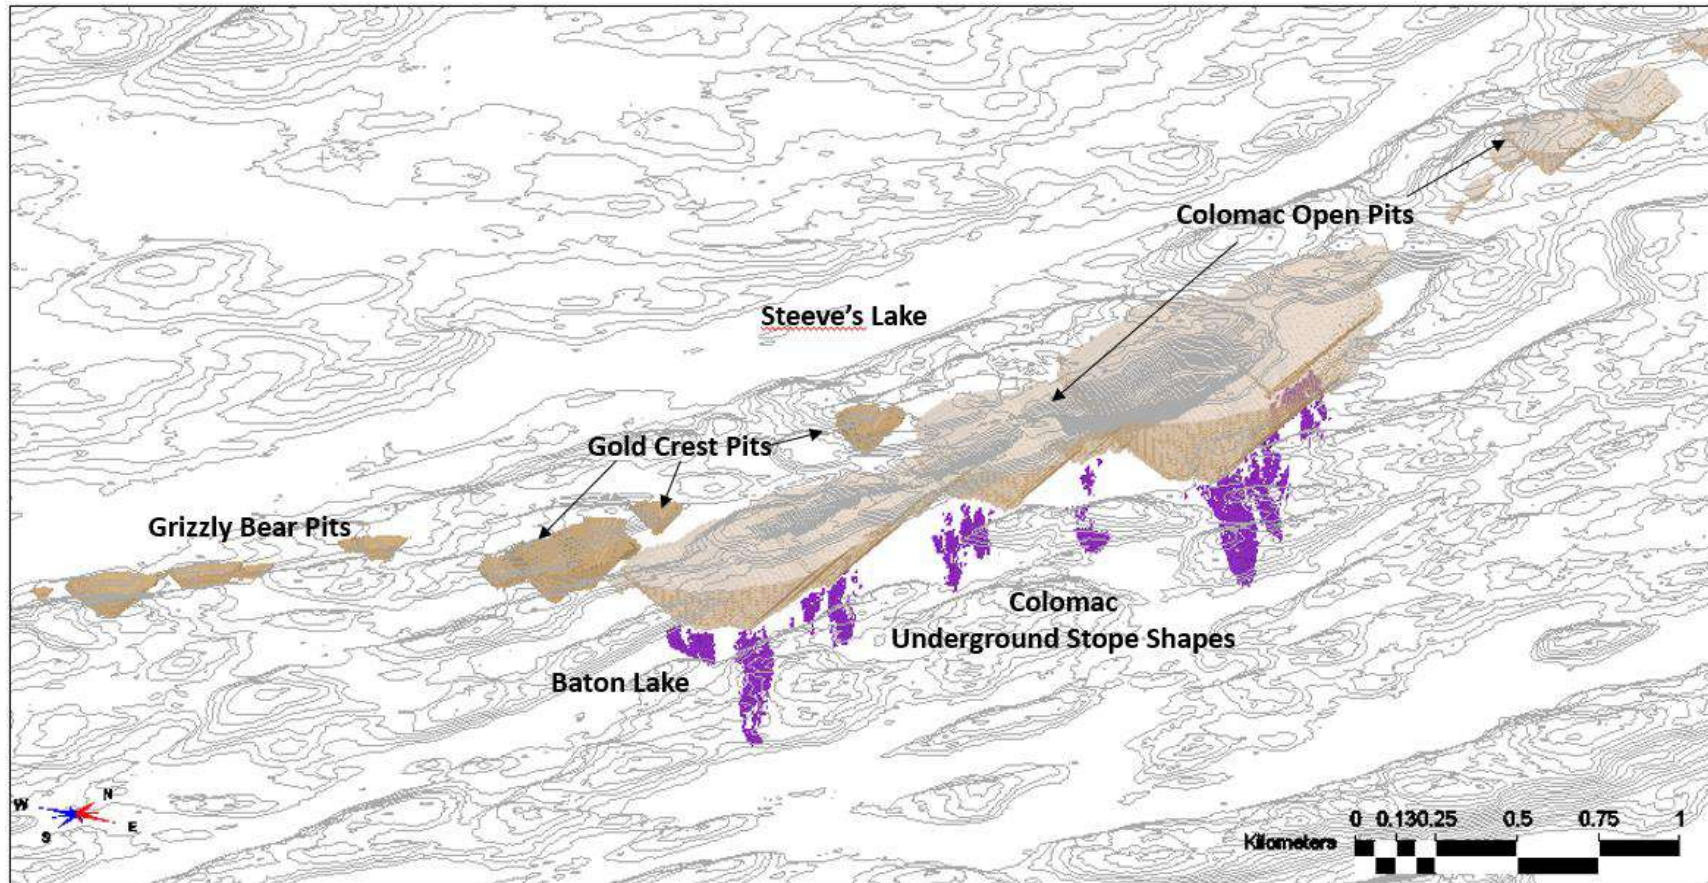 Colomac Open Pits
Steeve's Lake
Gold Crest Pits
Grizzly Bear Pits
Colomac
Underground Stope Shapes
Baton Lake
W N
S E
0 0.130.25 0.5 0.75 1
Kilometers